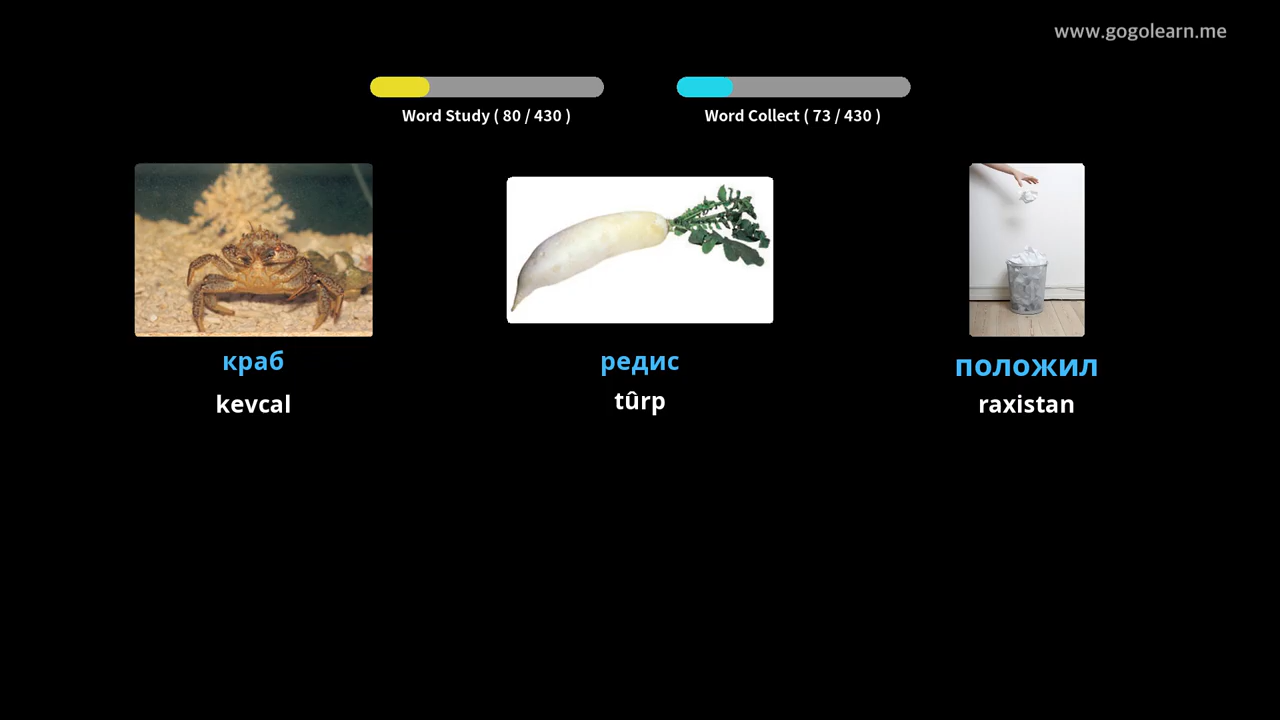 www.gogolearn.me
Word Study ( 80 / 430 )
Word Collect ( 73 / 430 )
краб
редис
положил
kevcal
tûrp
raxistan